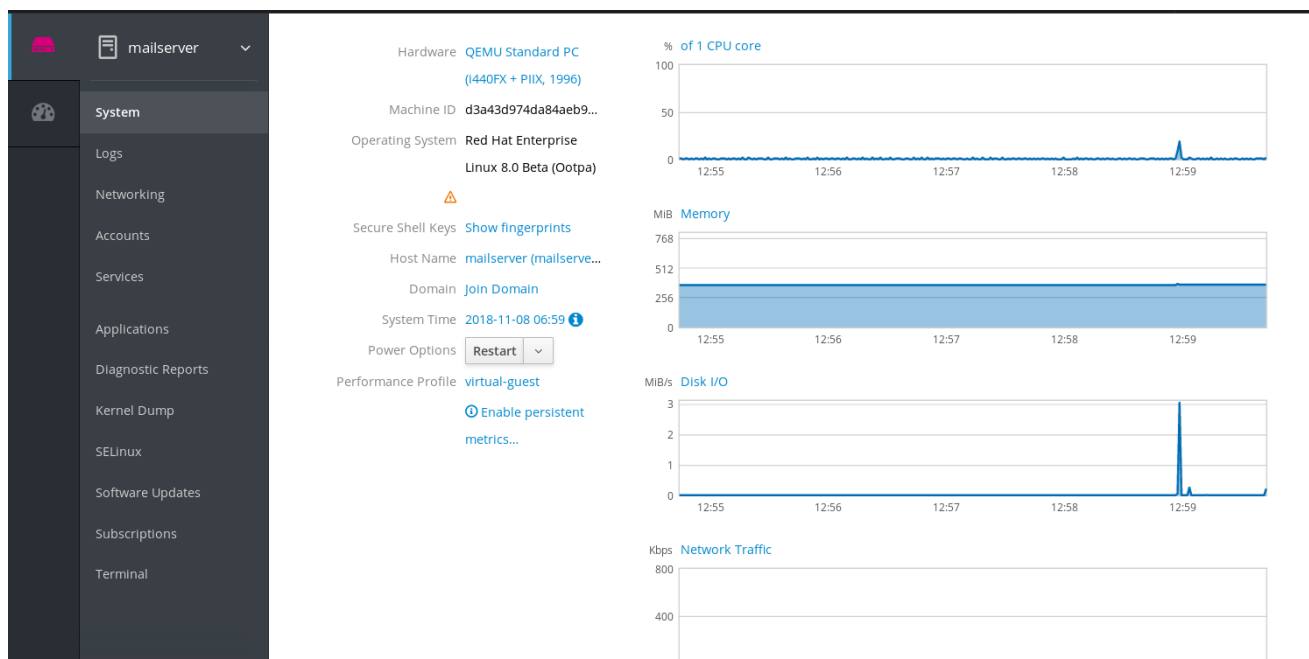 mailserver
System
Logs
Networking
Accounts
Services
Applications
Diagnostic Reports
Kernel Dump
SELinux
Software Updates
Subscriptions
Terminal
Hardware QEMU Standard PC
(i440FX + PIIX, 1996)
Machine ID d3a43d974da84aeb9...
Operating System Red Hat Enterprise
Linux 8.0 Beta (Ootpa)
Secure Shell Keys Show fingerprints
Host Name mailserver (mailserve...
Domain Join Domain
System Time 2018-11-08 06:59
Power Options Restart
Performance Profile virtual-guest
Enable persistent
metrics...
% of 1 CPU core
100
50
0
12:55 12:56 12:57 12:58 12:59
MiB Memory
768
512
256
0
12:55 12:56 12:57 12:58 12:59
MiB/s Disk I/O
3
2
1
0
12:55 12:56 12:57 12:58 12:59
Kbps Network Traffic
800
400